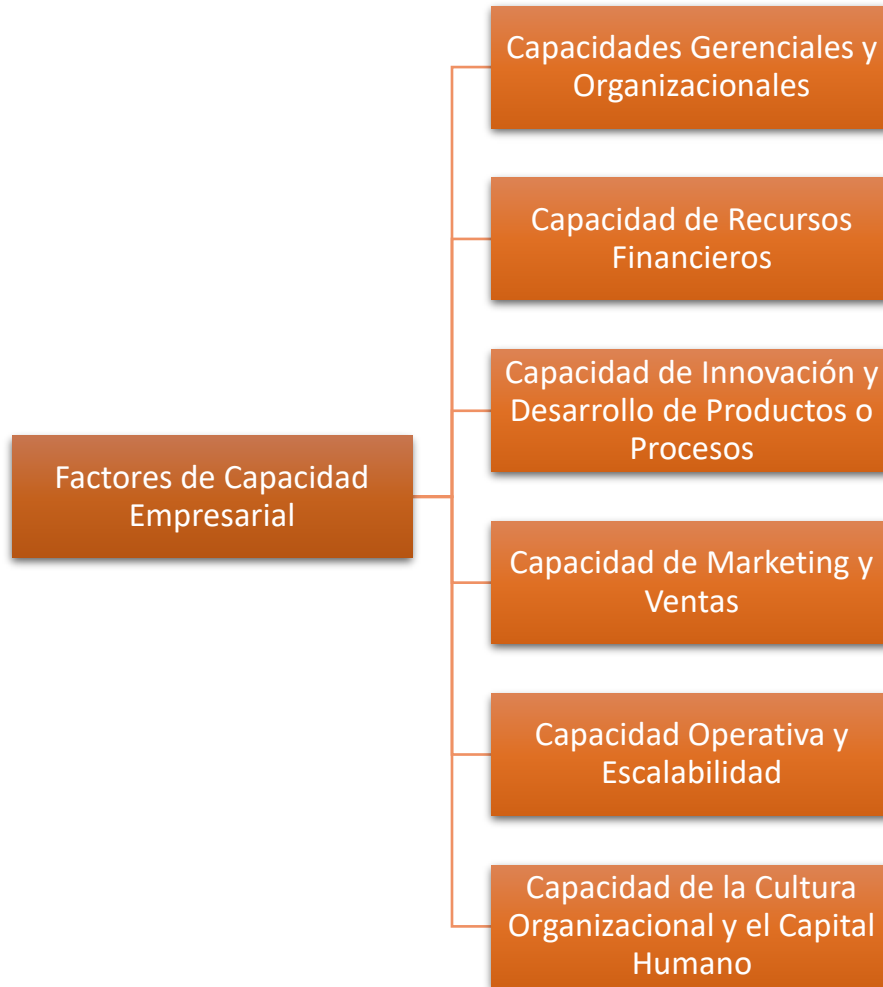 Capacidades Gerenciales y
Organizacionales
Capacidad de Recursos
Financieros
Capacidad de Innovación y
Desarrollo de Productos o
Procesos
Factores de Capacidad
Empresarial
Capacidad de Marketing y
Ventas
Capacidad Operativa y
Escalabilidad
Capacidad de la Cultura
Organizacional y el Capital
Humano